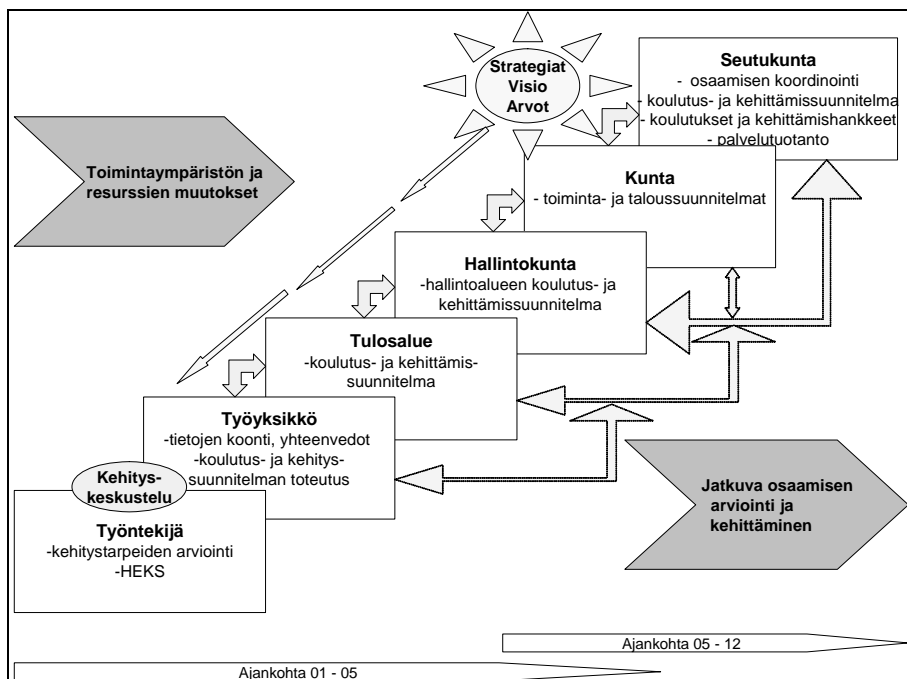 Strategiat
Visio
Arvot
Seutukunta
- osaamisen koordinointi
- koulutus- ja kehittämissuunnitelma
- koulutukset ja kehittämishankkeet
- palvelutuotanto
Toimintaympäristön ja
resurssien muutokset
Kunta
- toiminta- ja taloussuunnitelmat
Hallintokunta
-hallintoalueen koulutus- ja
kehittämissuunnitelma
Tulosalue
-koulutus- ja kehittämis-
suunnitelma
Työyksikkö
-tietojen koonti, yhteenvedot
-koulutus- ja kehitys-
suunnitelman toteutus
Kehitys-
keskustelu
Työntekijä
-kehitystarpeiden arviointi
-HEKS
Jatkuva osaamisen
arviointi ja
kehittäminen
Ajankohta 05 - 12
Ajankohta 01 - 05